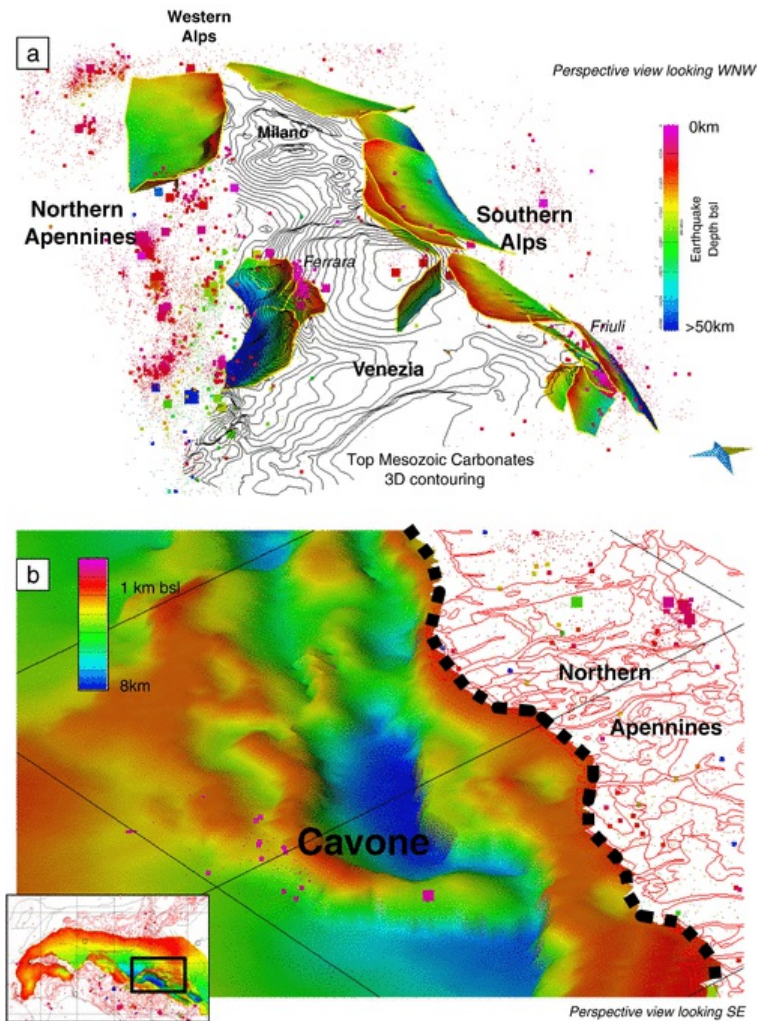 Western
Alps
a
Perspective view looking WNW
Milano
0km
Northern
Apennines
Southern
Alps
Earthquake
Depth bsl
Ferrara
Friuli
>50km
Venezia
Top Mesozoic Carbonates
3D contouring
b
1 km bsl
8km
Northern
Apennines
Cavone
Perspective view looking SE